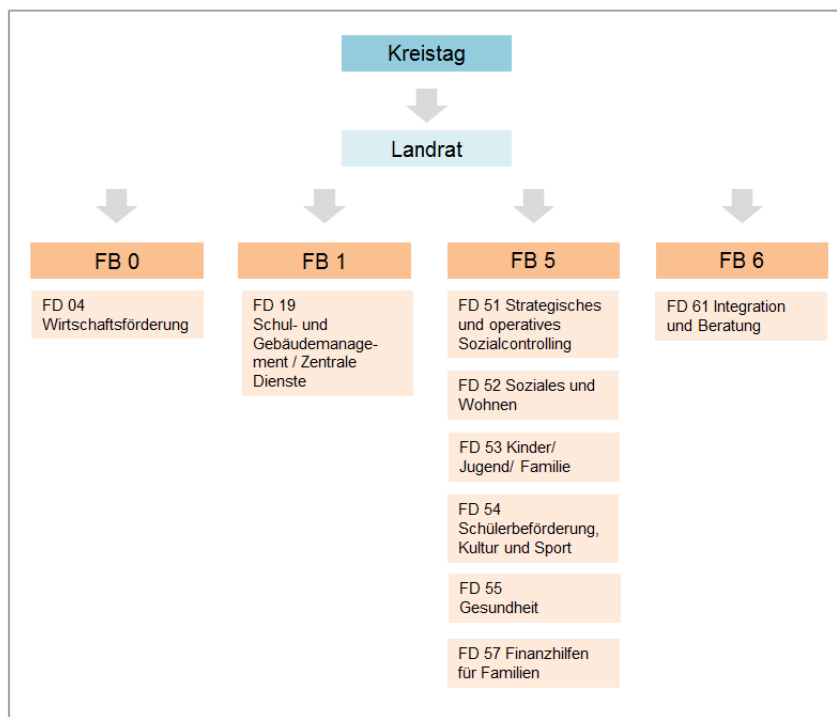 Kreistag
Landrat
FB 0
FB 1
FB 5
FB 6
FD 04
Wirtschaftsförderung
FD 19
Schul- und
Gebäudemanage-
ment / Zentrale
Dienste
FD 51 Strategisches
und operatives
Sozialcontrolling
FD 52 Soziales und
Wohnen
FD 53 Kinder/
Jugend/ Familie
FD 54
Schülerbeförderung,
Kultur und Sport
FD 55
Gesundheit
FD 57 Finanzhilfen
für Familien
FD 61 Integration
und Beratung